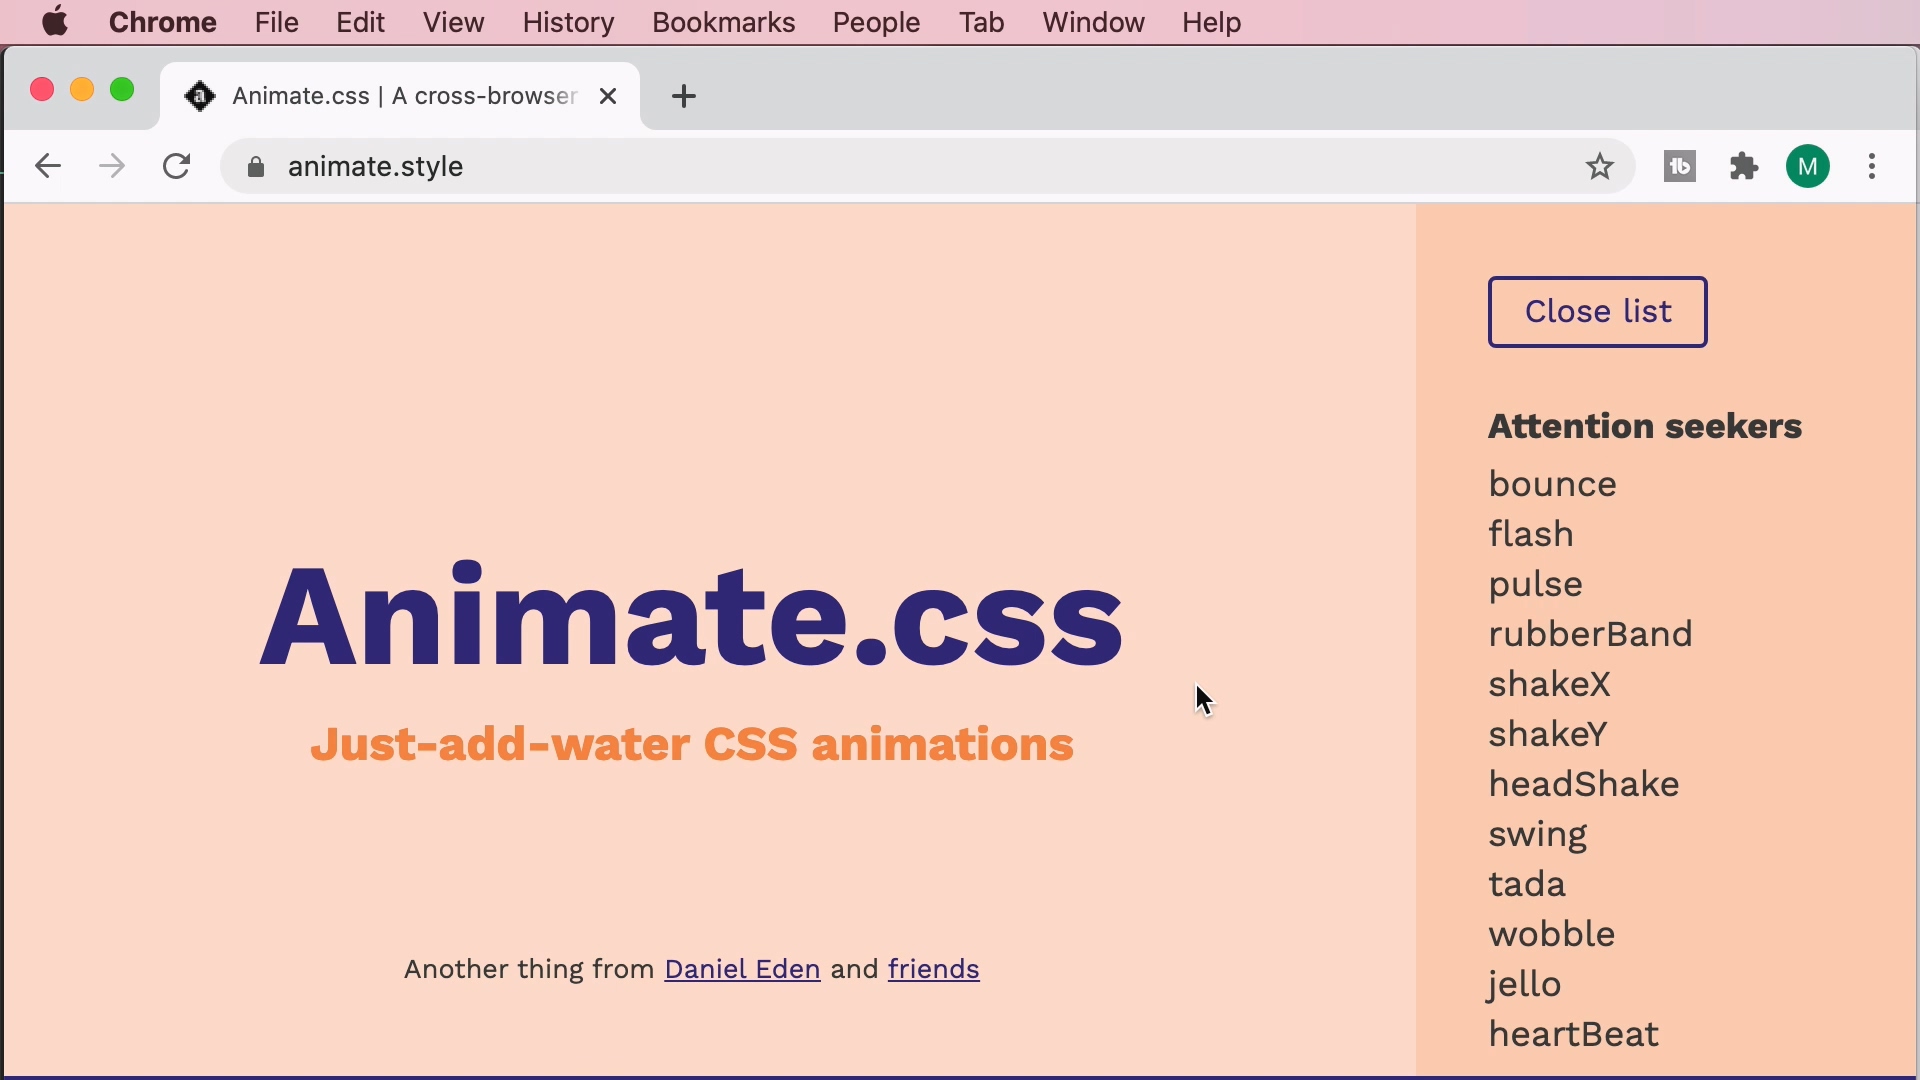 Chrome File Edit View History Bookmarks People Tab Window Help
Animate.css | A cross-browser
animate.style
M
Close list
Attention seekers
bounce
flash
pulse
rubberBand
shakeX
shakeY
headShake
swing
tada
wobble
jello
heartBeat
Animate.css
Just-add-water CSS animations
Another thing from Daniel Eden and friends